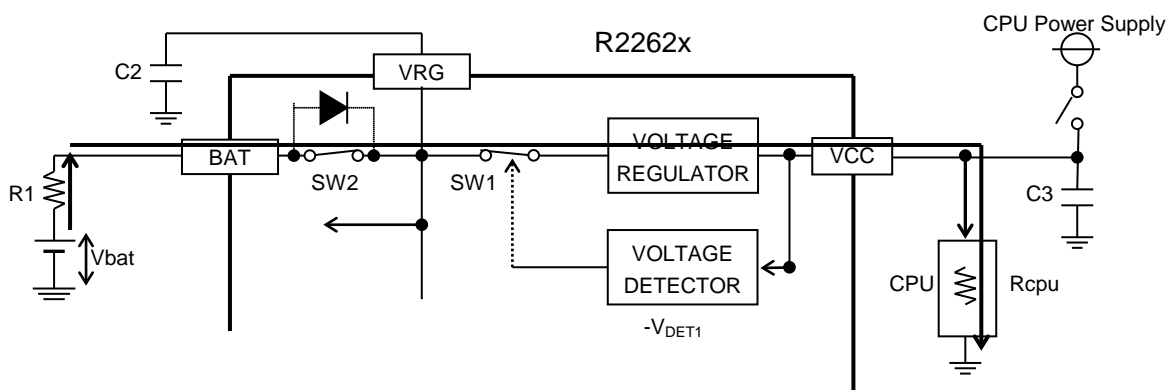 CPU Power Supply
R2262x
C2
VRG
BAT
VOLTAGE
REGULATOR
VCC
SW2
SW1
R1
C3
Vbat
VOLTAGE
DETECTOR
CPU
Rcpu
-VDET1